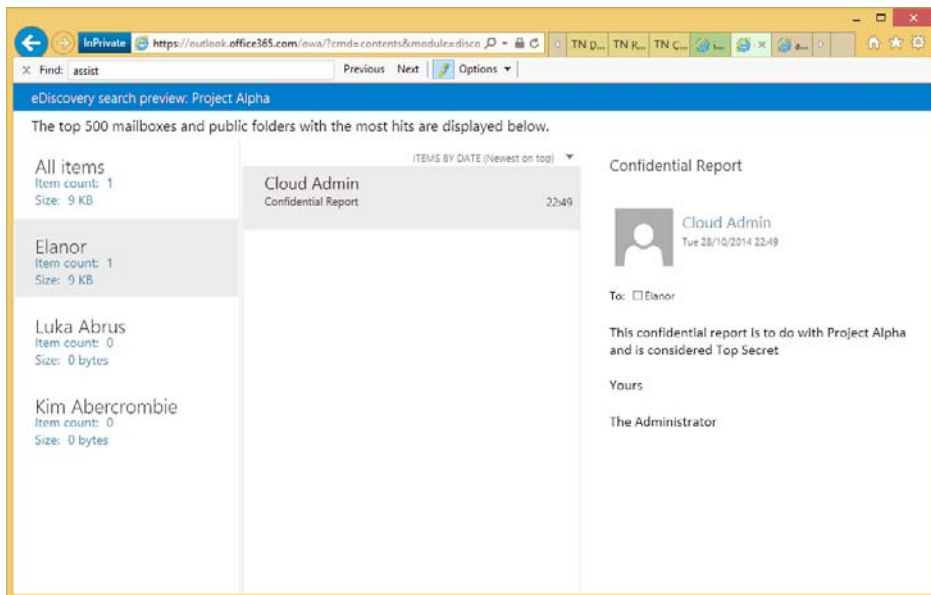 InPrivate https://outlook.office365.com/owa/?cmd=contents&module=disco TN D... TN R... TN C... a...
X Find: assist Previous Next Options
eDiscovery search preview: Project Alpha
The top 500 mailboxes and public folders with the most hits are displayed below.
All items
Item count: 1
Size: 9 KB
Elanor
Item count: 1
Size: 9 KB
Luka Abrus
Item count: 0
Size: 0 bytes
Kim Abercrombie
Item count: 0
Size: 0 bytes
ITEMS BY DATE (Newest on top)
Cloud Admin
Confidential Report 22:49
Confidential Report
Cloud Admin
Tue 28/10/2014 22:49
To: Elanor
This confidential report is to do with Project Alpha
and is considered Top Secret
Yours
The Administrator